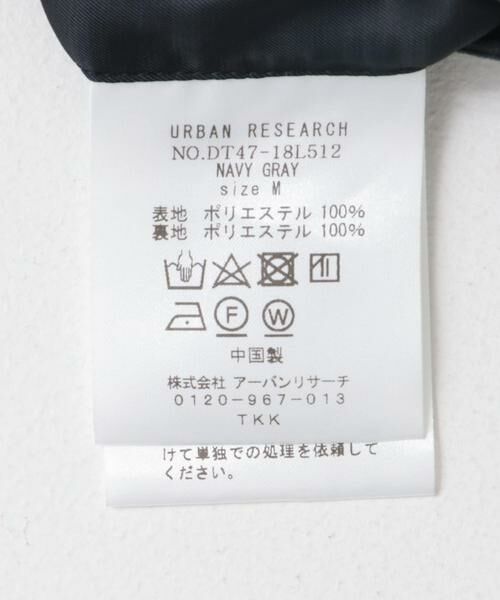 URBAN RESEARCH
NO.DT47-18L512
NAVY GRAY
size M
表地 ポリエステル 100%
裏地 ポリエステル 100%
F W
中国製
株式会社 アーバンリサーチ
0120-967-013
TKK
けて単独での処理を依頼して
ください。